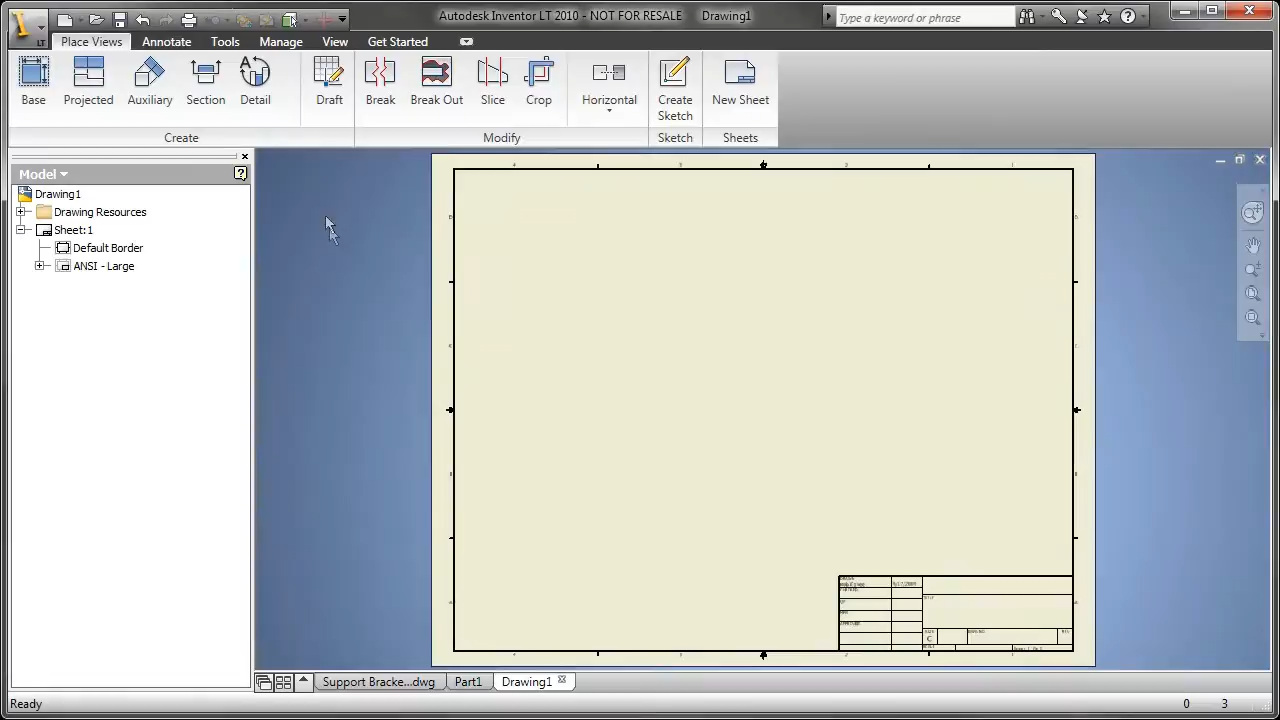 Autodesk Inventor LT 2010 - NOT FOR RESALE Drawing1
Type a keyword or phrase
LT
Place Views Annotate Tools Manage View Get Started
Base Projected Auxiliary Section Detail Draft Break Break Out Slice Crop Horizontal Create Sketch New Sheet
Create Modify Sketch Sheets
Model
Drawing1
Drawing Resources
Sheet:1
Default Border
ANSI - Large
C
Support Bracke...dwg Part1 Drawing1
Ready 0 3